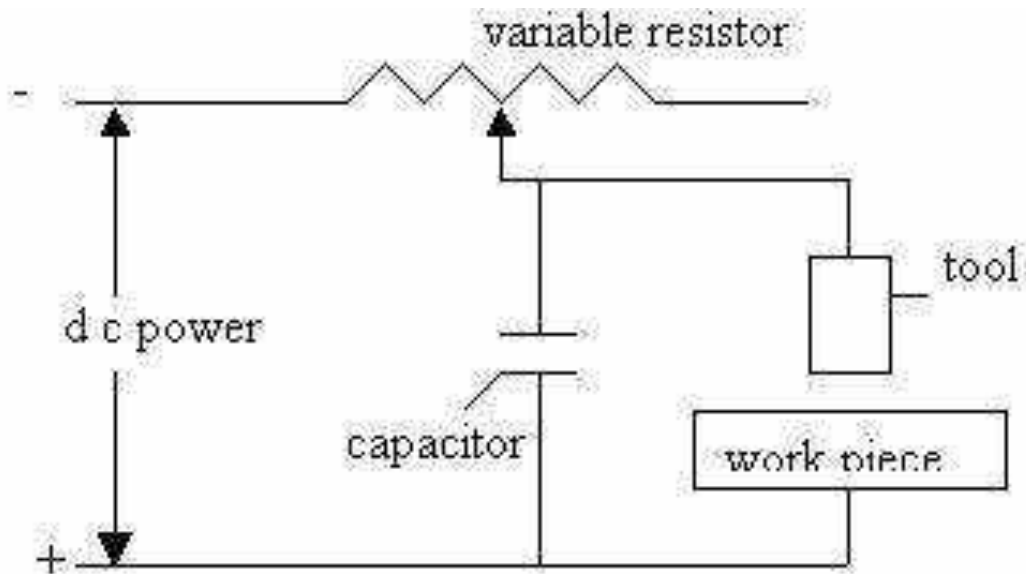 variable resistor
-
tool
d c power
capacitor
work piece
+